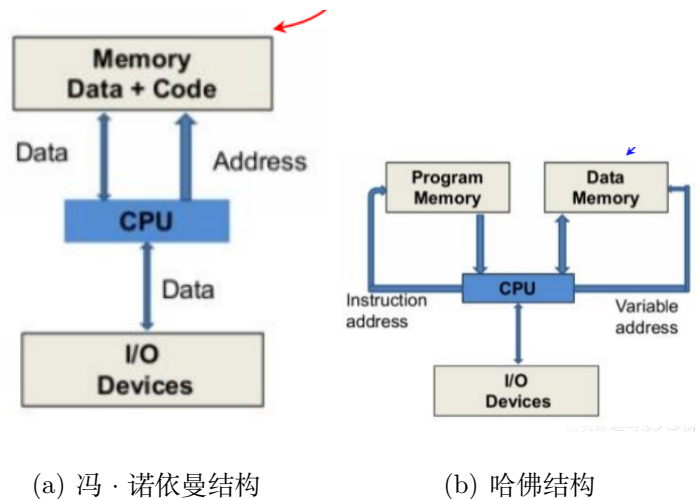 Memory
Data + Code
Data
Address
CPU
Data
I/O
Devices
(a) 冯 · 诺依曼结构
Program
Memory
Data
Memory
CPU
Instruction
address
Variable
address
I/O
Devices
(b) 哈佛结构